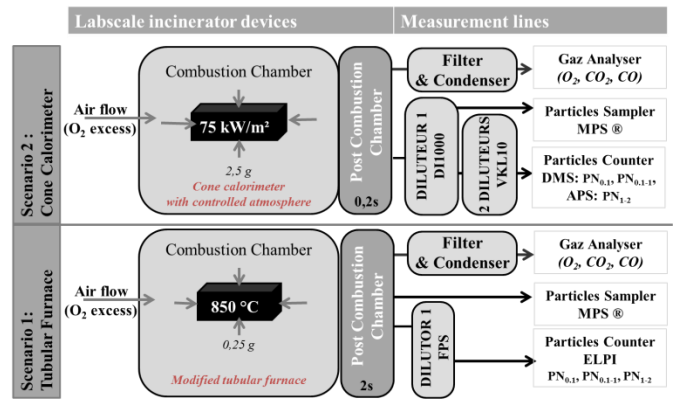 Labscale incinerator devices
Measurement lines
Scenario 2 :
Cone Calorimeter
Air flow
(O₂ excess)
Combustion Chamber
75 kW/m²
2,5 g
Cone calorimeter
with controlled atmosphere
Post Combustion
Chamber
0,2s
Filter
& Condenser
DILUTEUR 1
DI1000
2 DILUTEURS
VKL10
Gaz Analyser
(O₂, CO₂, CO)
Particles Sampler
MPS ®
Particles Counter
DMS: PN₀.₁, PN₀.₁₋₁,
APS: PN₁₋₂
Scenario 1:
Tubular Furnace
Air flow
(O₂ excess)
Combustion Chamber
850 °C
0,25 g
Modified tubular furnace
Post Combustion
Chamber
2s
Filter
& Condenser
DILUTOR 1
FPS
Gaz Analyser
(O₂, CO₂, CO)
Particles Sampler
MPS ®
Particles Counter
ELPI
PN₀.₁, PN₀.₁₋₁, PN₁₋₂